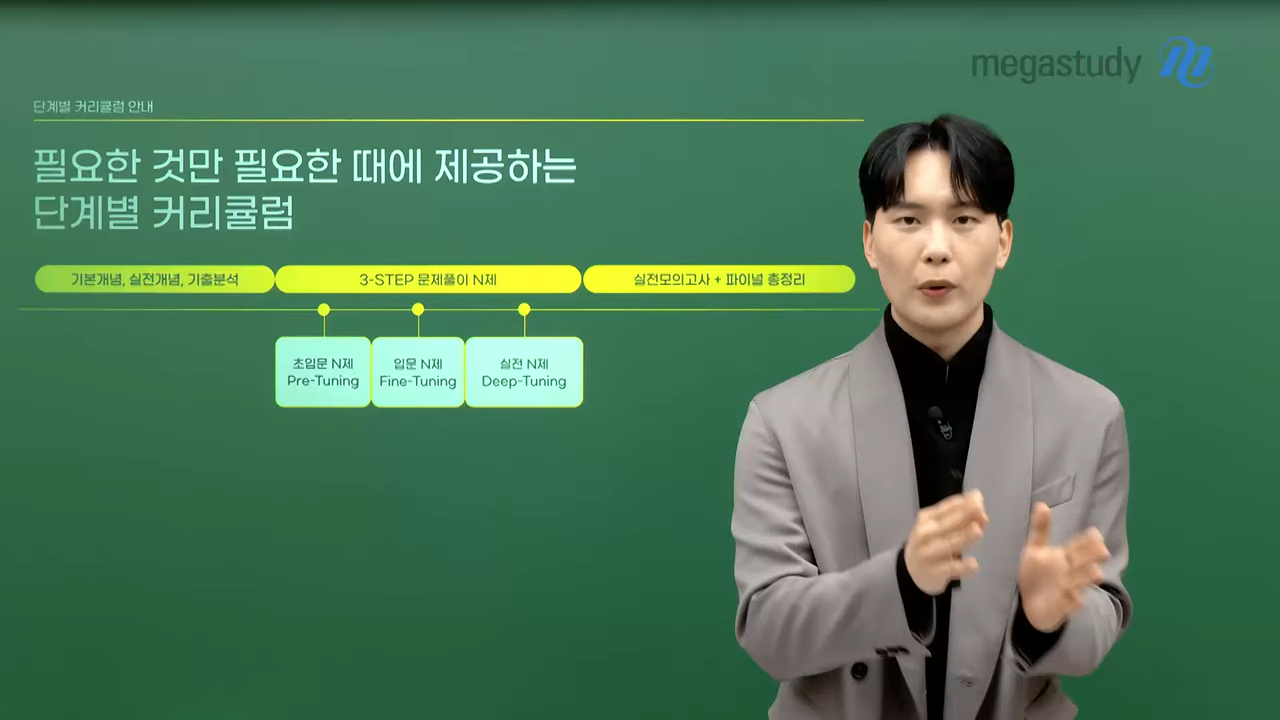 megastudy
단계별 커리큘럼 안내
필요한 것만 필요한 때에 제공하는
단계별 커리큘럼
기본개념, 실전개념, 기출분석
3-STEP 문제풀이 N제
실전모의고사 + 파이널 총정리
초입문 N제
Pre-Tuning
입문 N제
Fine-Tuning
실전 N제
Deep-Tuning